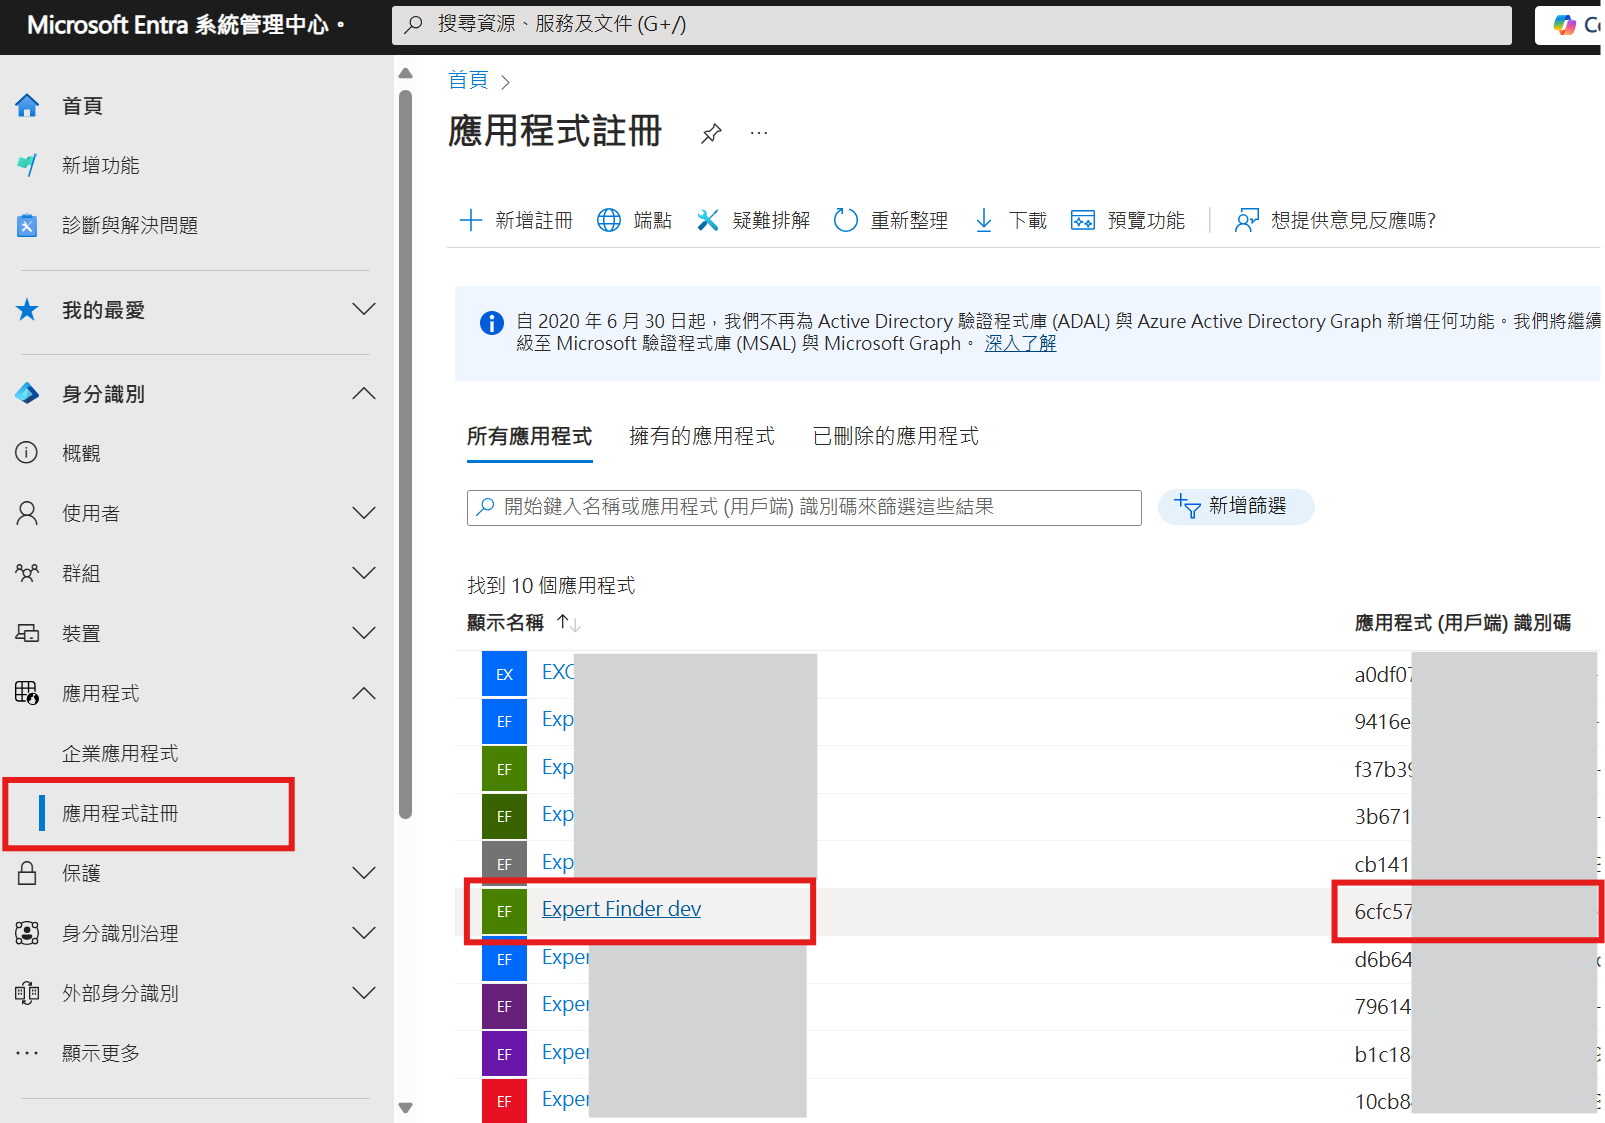 Microsoft Entra 系統管理中心。
搜尋資源、服務及文件 (G+/)
首頁
新增功能
診斷與解決問題
我的最愛
身分識別
概觀
使用者
群組
裝置
應用程式
企業應用程式
應用程式註冊
保護
身分識別治理
外部身分識別
顯示更多
首頁
應用程式註冊
新增註冊
端點
疑難排解
重新整理
下載
預覽功能
想提供意見反應嗎?
自 2020 年 6 月 30 日起，我們不再為 Active Directory 驗證程式庫 (ADAL) 與 Azure Active Directory Graph 新增任何功能。我們將繼續
級至 Microsoft 驗證程式庫 (MSAL) 與 Microsoft Graph。 深入了解
所有應用程式 擁有的應用程式 已刪除的應用程式
開始鍵入名稱或應用程式 (用戶端) 識別碼來篩選這些結果
新增篩選
找到 10 個應用程式
顯示名稱 應用程式 (用戶端) 識別碼
EX a0df07
EF Exp 9416e
EF Exp f37b39
EF Exp 3b671
EF Exp cb141
EF Expert Finder dev 6cfc57
EF Exper d6b64
EF Exper 79614
EF Exper b1c18
EF Exper 10cb8